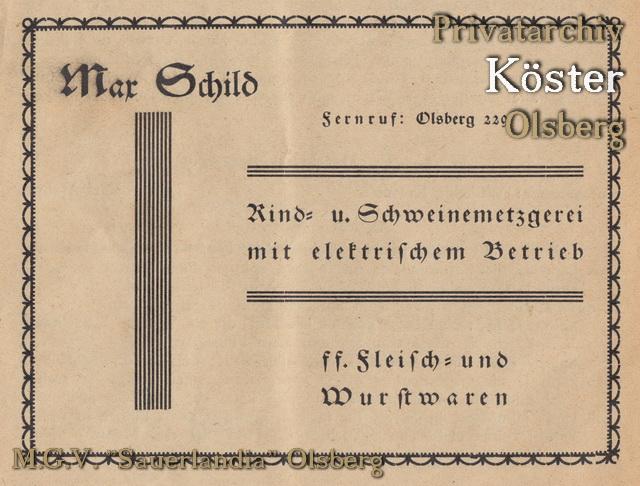 Privatarchiv
Köster
Olsberg
Max Schild
Fernruf: Olsberg 229
Rind- u. Schweinemetzgerei
mit elektrischem Betrieb
ff. Fleisch- und
Wurstwaren
M.G.V. "Sauerlandia" Olsberg